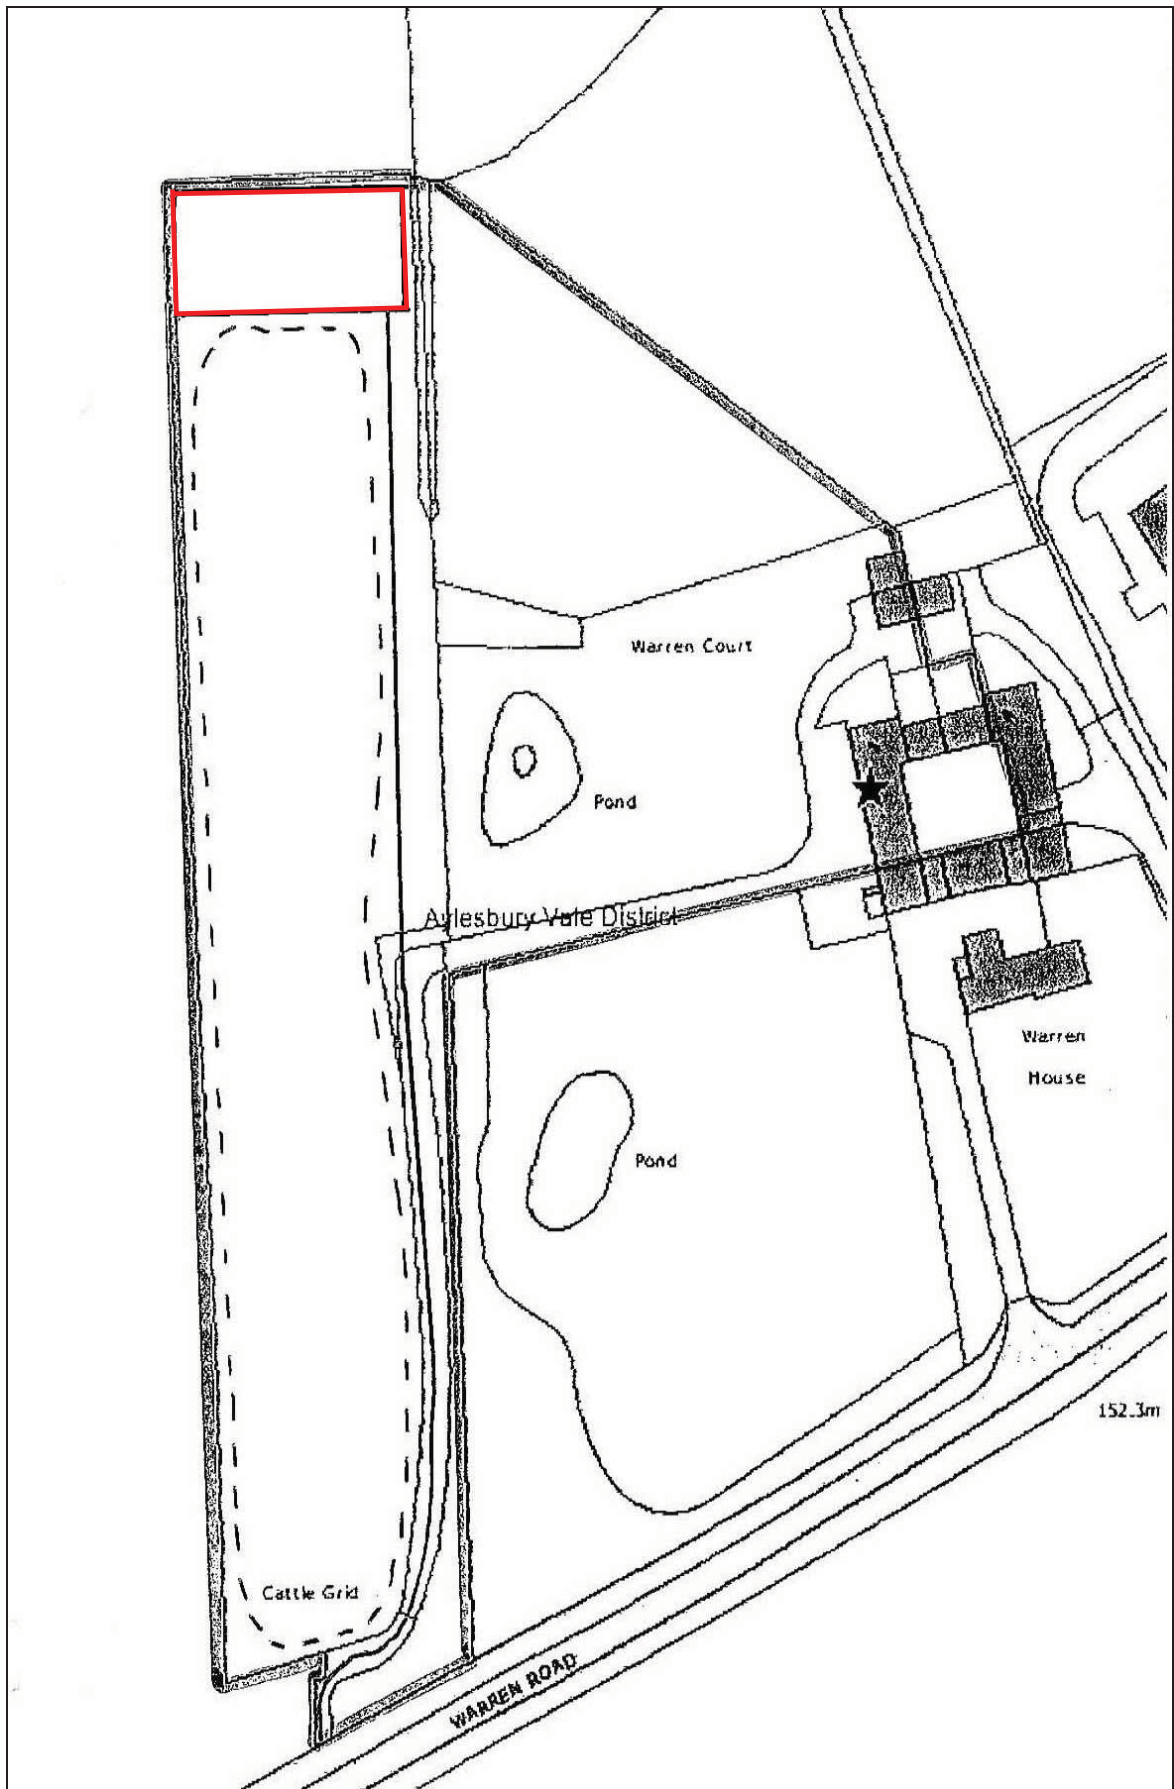 Warren Court
Pond
Aylesbury Vale District
Warren
House
Pond
152.3m
Cattle Grid
WARREN ROAD